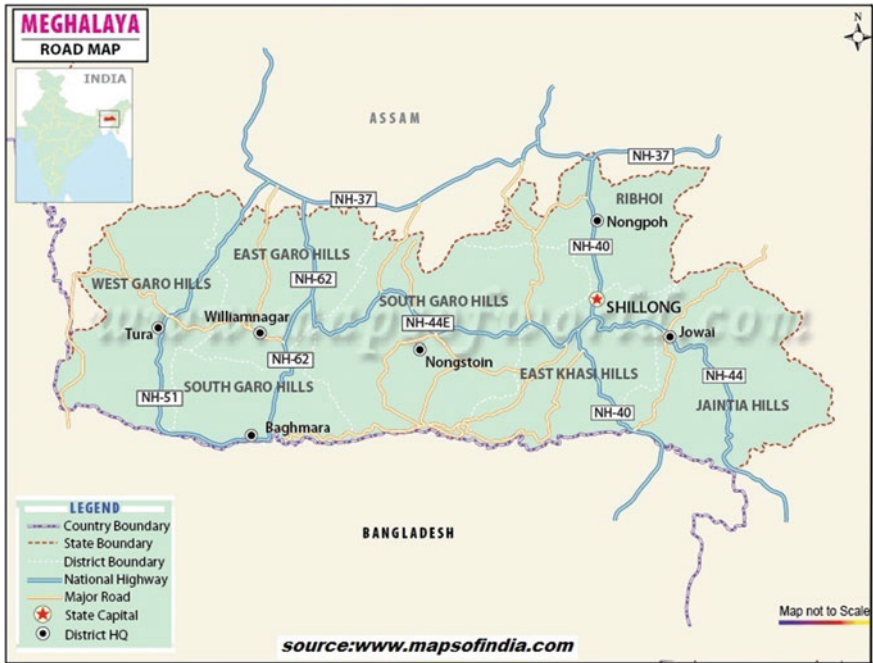 MEGHALAYA
ROAD MAP
N
INDIA
ASSAM
NH-37
NH-37
RIBHOI
Nongpoh
EAST GARO HILLS
NH-40
NH-62
WEST GARO HILLS
SOUTH GARO HILLS
SHILLONG
Williamnagar
NH-44E
Tura
Jowai
Nongstoin
NH-62
EAST KHASI HILLS
NH-44
SOUTH GARO HILLS
NH-51
NH-40
JAINTIA HILLS
Baghmara
BANGLADESH
LEGEND
Country Boundary
State Boundary
District Boundary
National Highway
Major Road
State Capital
District HQ
Map not to Scale
source:www.mapsofindia.com